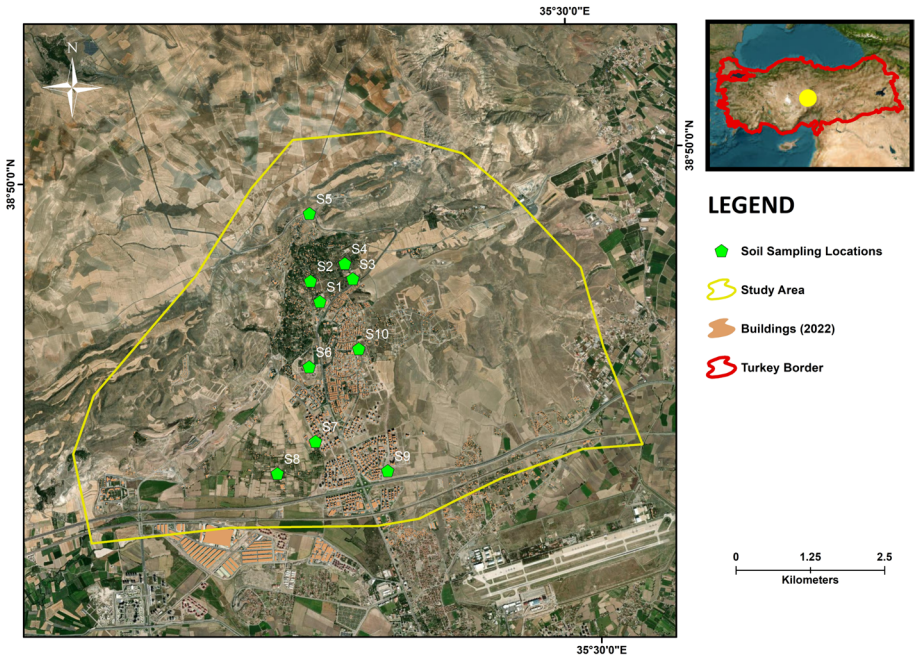 35°30'0"E
N
38°50'0"N
38°50'0"N
S5
S4
S3
S2
S1
S10
S6
S7
S8
S9
LEGEND
Soil Sampling Locations
Study Area
Buildings (2022)
Turkey Border
0 1.25 2.5
Kilometers
35°30'0"E